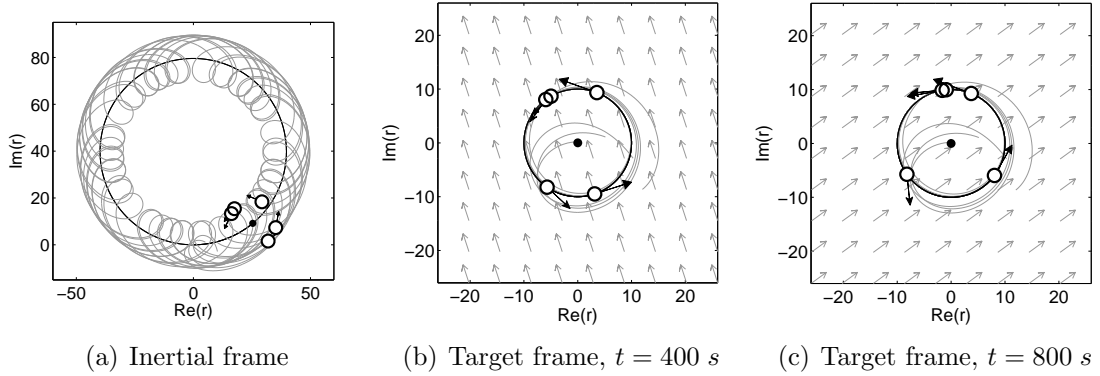 80
60
40
20
0
−50 0 50
Im(r)
Re(r)
(a) Inertial frame
20
10
0
−10
−20
−20 −10 0 10 20
Im(r)
Re(r)
(b) Target frame, t = 400 s
20
10
0
−10
−20
−20 −10 0 10 20
Im(r)
Re(r)
(c) Target frame, t = 800 s